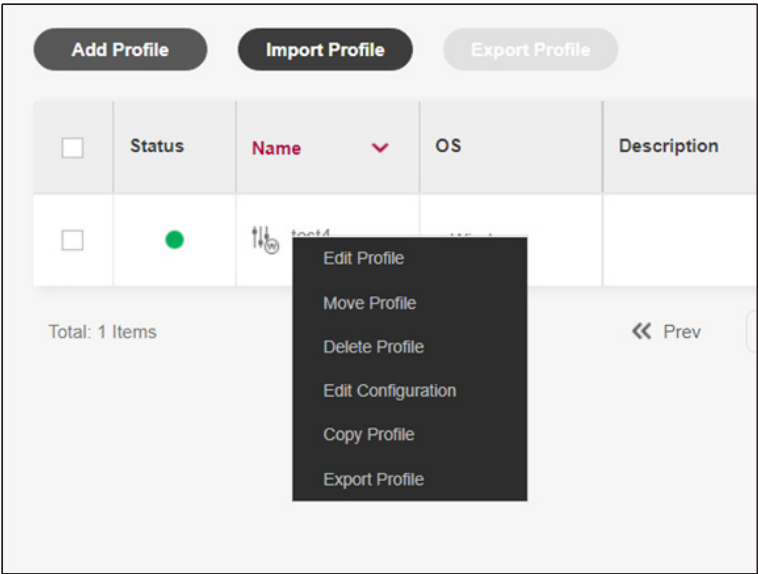 Add Profile Import Profile Export Profile
Status Name OS Description
Edit Profile
Move Profile
Total: 1 Items Prev
Delete Profile
Edit Configuration
Copy Profile
Export Profile